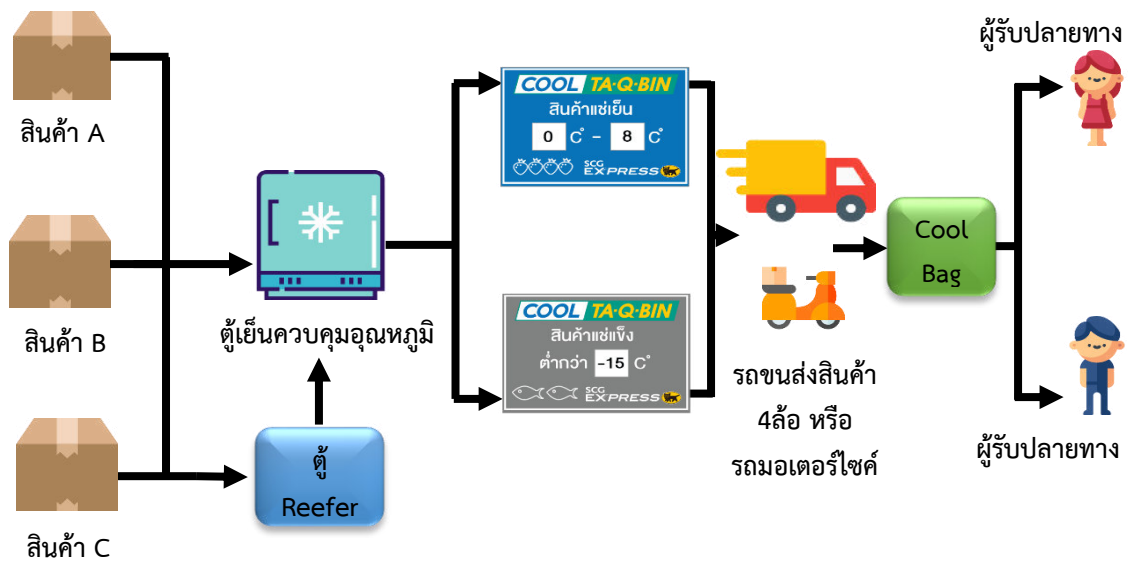 สินค้า A
สินค้า B
สินค้า C
ตู้เย็นควบคุมอุณหภูมิ
ตู้
Reefer
COOL TA·Q·BIN
สินค้าแช่เย็น
0 C° - 8 C°
SCG
EXPRESS
COOL TA·Q·BIN
สินค้าแช่แข็ง
ต่ำกว่า -15 C°
SCG
EXPRESS
รถขนส่งสินค้า
4ล้อ หรือ
รถมอเตอร์ไซค์
Cool
Bag
ผู้รับปลายทาง
ผู้รับปลายทาง